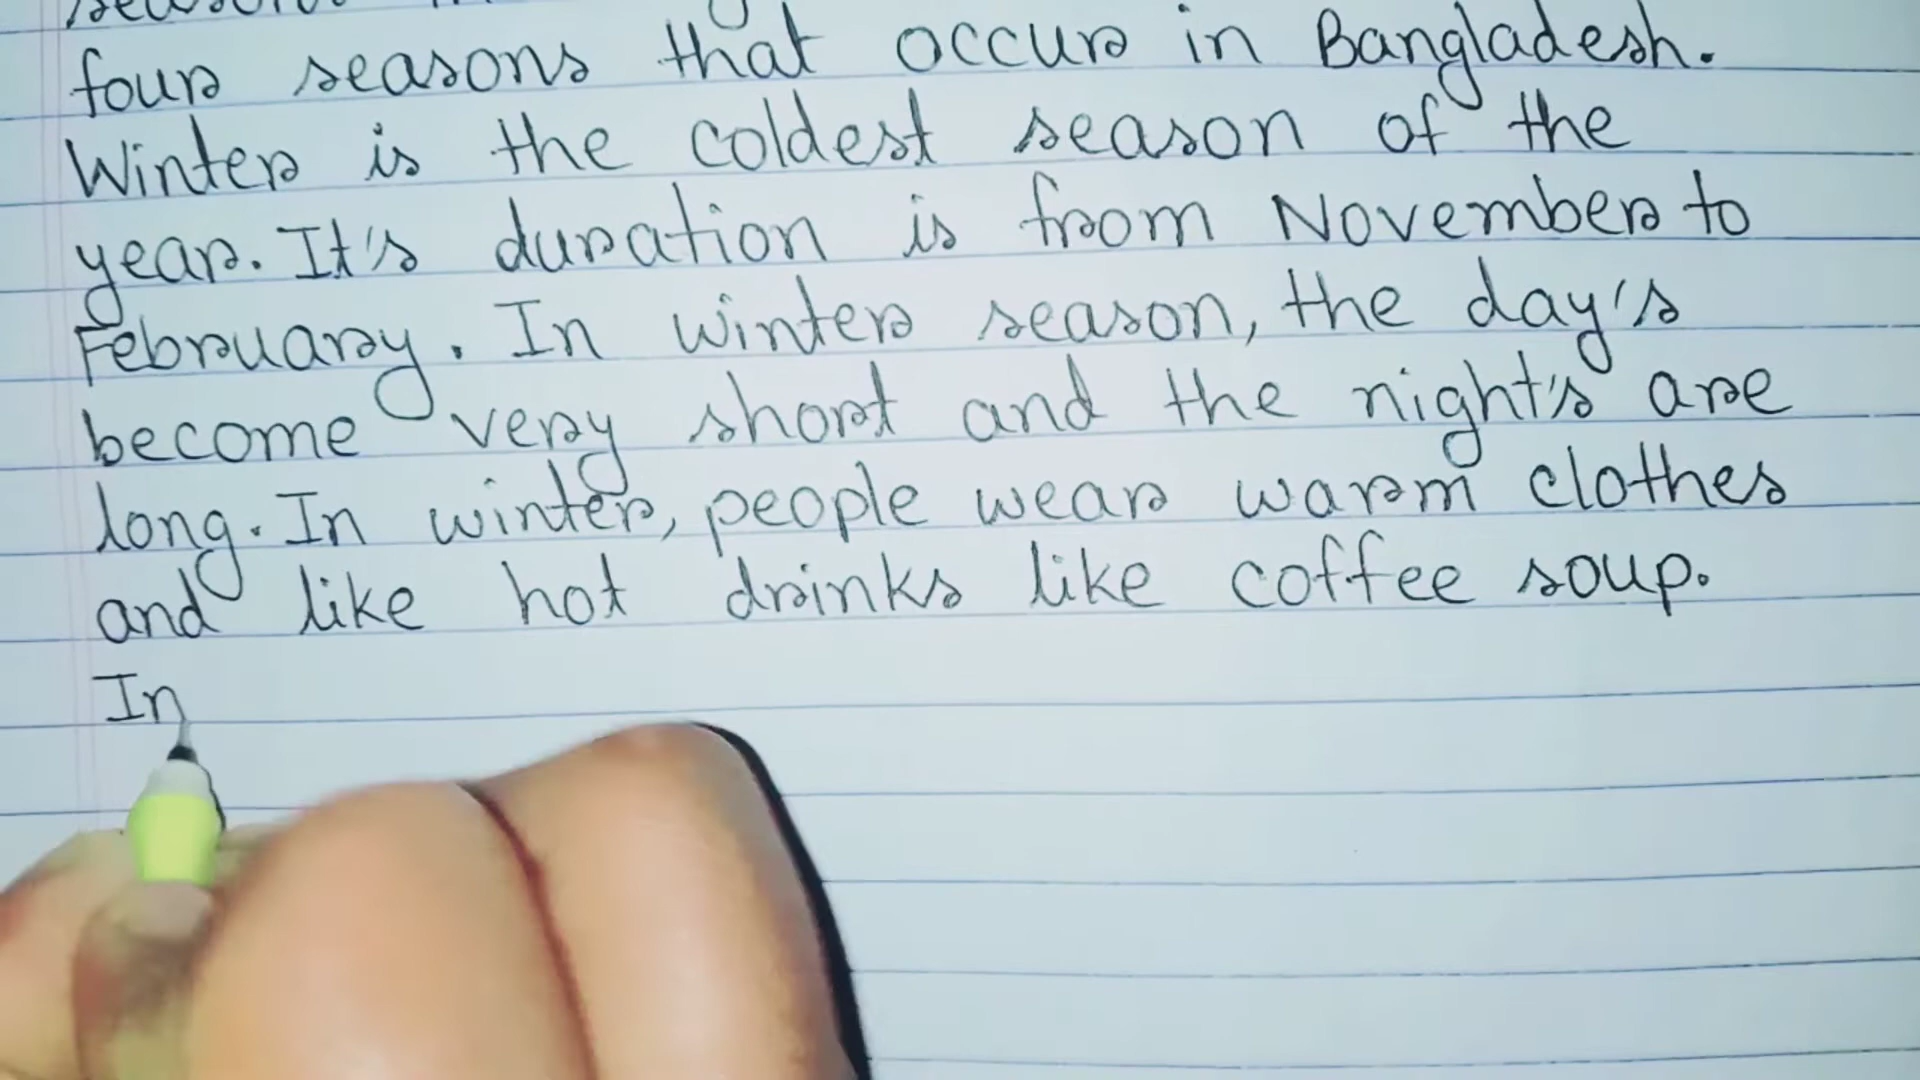 four seasons that occur in Bangladesh.
Winter is the coldest season of the
year. It's duration is from November to
February. In winter season, the day's
become very short and the night's are
long. In winter, people wear warm clothes
and like hot drinks like coffee soup.
In